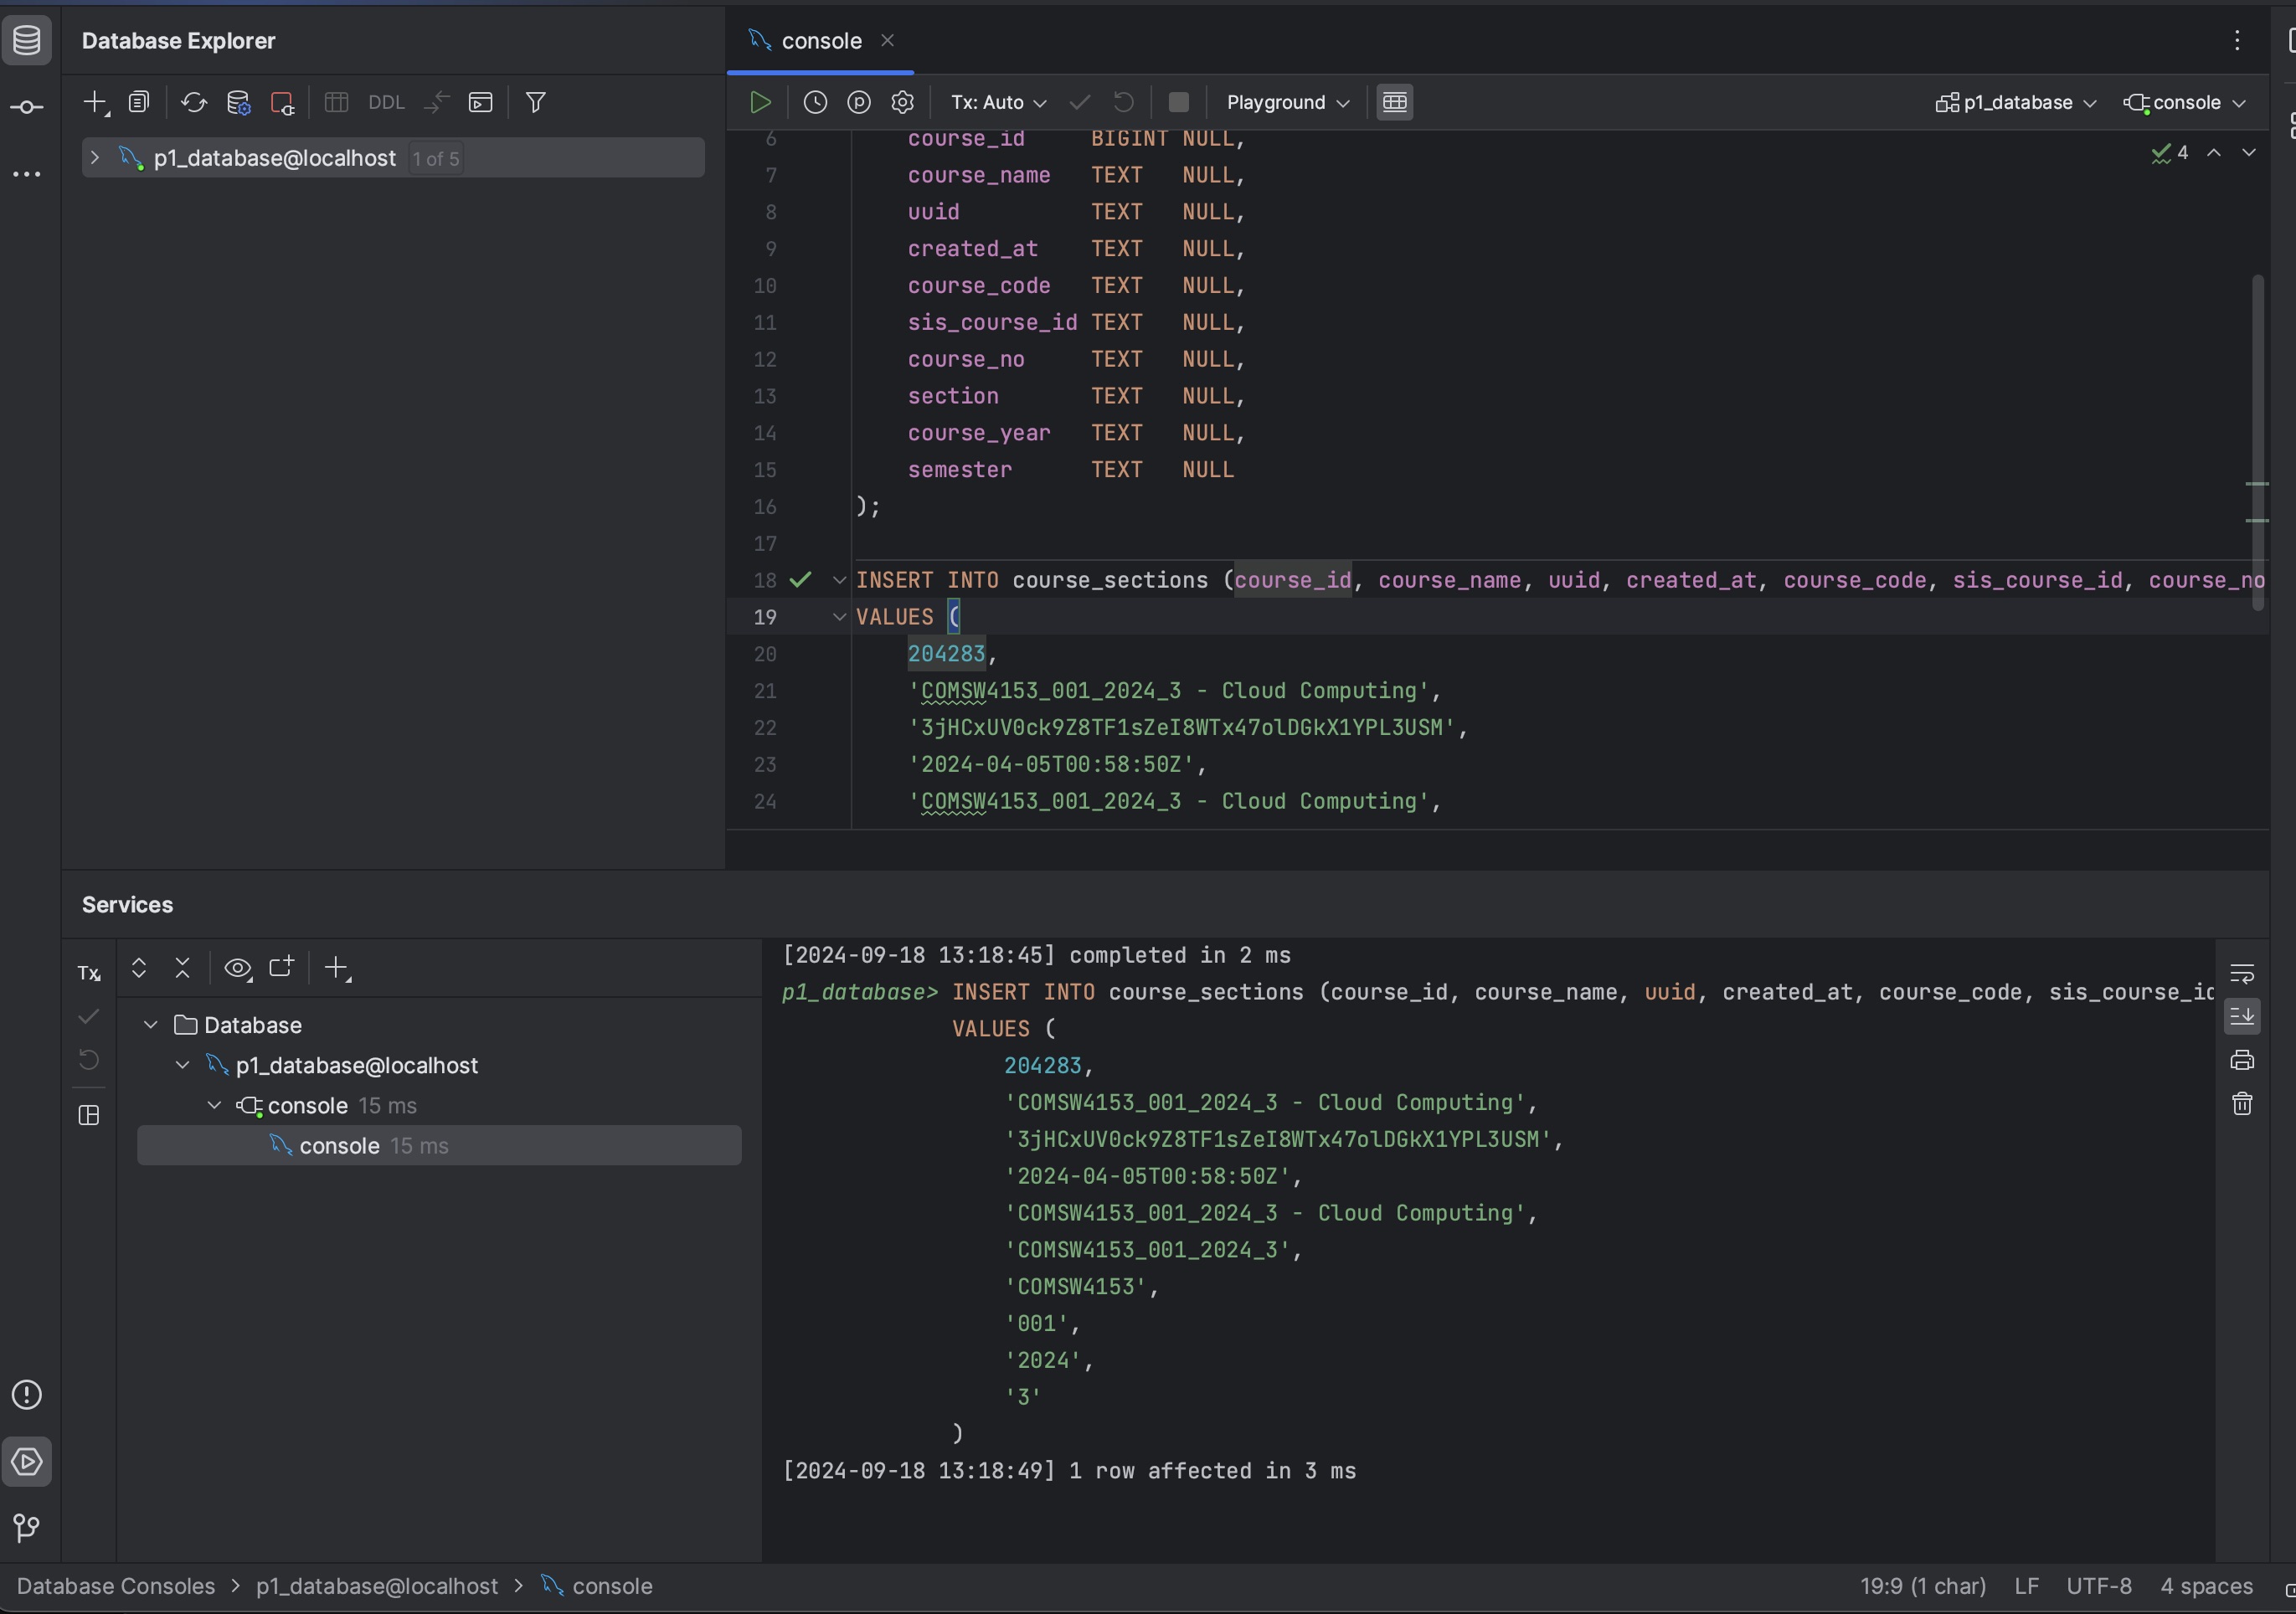 Database Explorer
DDL
p1_database@localhost 1 of 5
console
Tx: Auto Playground p1_database console
6 course_id BIGINT NULL,
7 course_name TEXT NULL,
8 uuid TEXT NULL,
9 created_at TEXT NULL,
10 course_code TEXT NULL,
11 sis_course_id TEXT NULL,
12 course_no TEXT NULL,
13 section TEXT NULL,
14 course_year TEXT NULL,
15 semester TEXT NULL
16 );
17
18 INSERT INTO course_sections (course_id, course_name, uuid, created_at, course_code, sis_course_id, course_no
19 VALUES (
20 204283,
21 'COMSW4153_001_2024_3 - Cloud Computing',
22 '3jHCxUV0ck9Z8TF1sZeI8WTx47olDGkX1YPL3USM',
23 '2024-04-05T00:58:50Z',
24 'COMSW4153_001_2024_3 - Cloud Computing',
4
Services
Tx
Database
p1_database@localhost
console 15 ms
console 15 ms
[2024-09-18 13:18:45] completed in 2 ms
p1_database> INSERT INTO course_sections (course_id, course_name, uuid, created_at, course_code, sis_course_id
VALUES (
204283,
'COMSW4153_001_2024_3 - Cloud Computing',
'3jHCxUV0ck9Z8TF1sZeI8WTx47olDGkX1YPL3USM',
'2024-04-05T00:58:50Z',
'COMSW4153_001_2024_3 - Cloud Computing',
'COMSW4153_001_2024_3',
'COMSW4153',
'001',
'2024',
'3'
)
[2024-09-18 13:18:49] 1 row affected in 3 ms
Database Consoles > p1_database@localhost > console
19:9 (1 char) LF UTF-8 4 spaces